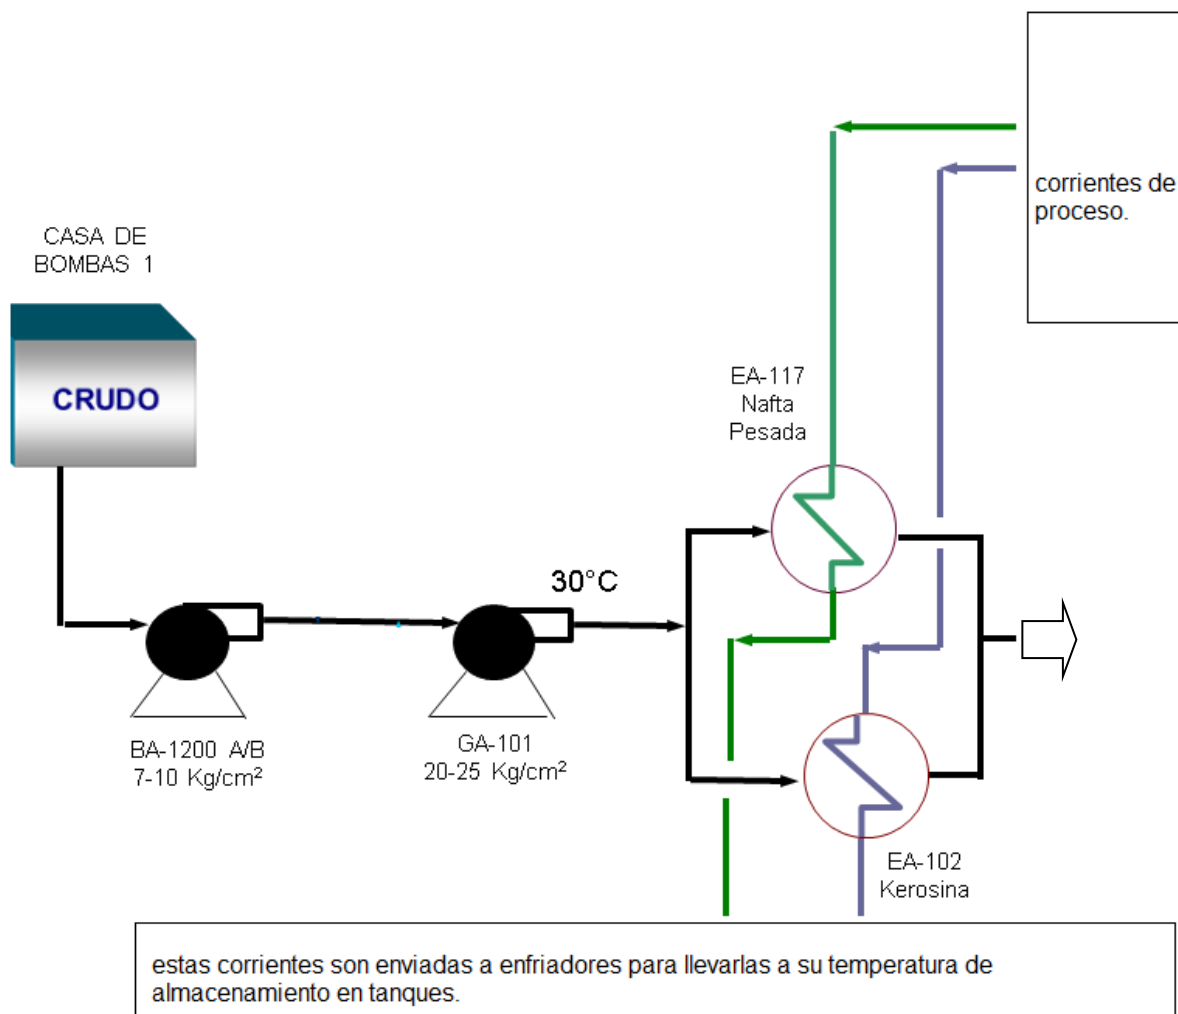 corrientes de
proceso.
CASA DE
BOMBAS 1
CRUDO
EA-117
Nafta
Pesada
30°C
BA-1200 A/B
7-10 Kg/cm²
GA-101
20-25 Kg/cm²
EA-102
Kerosina
estas corrientes son enviadas a enfriadores para llevarlas a su temperatura de
almacenamiento en tanques.